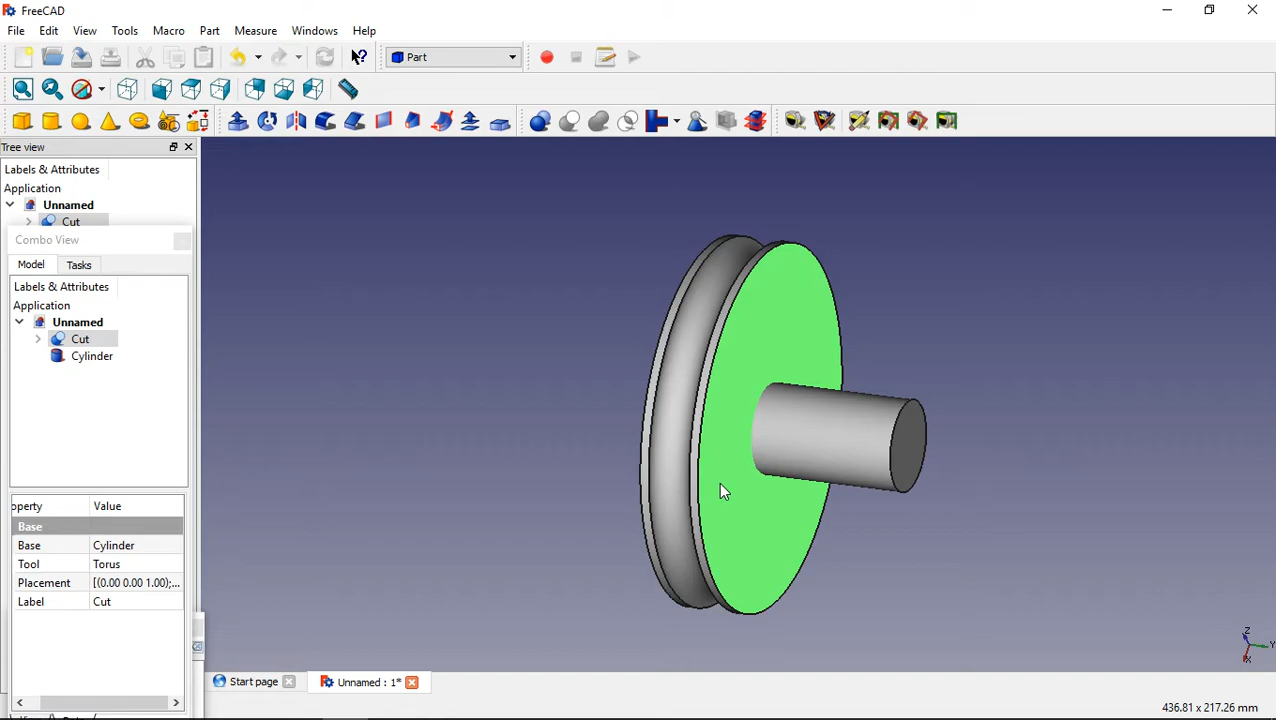 FreeCAD
File Edit View Tools Macro Part Measure Windows Help
Part
Tree view
Labels & Attributes
Application
Unnamed
Cut
Combo View
Model Tasks
Labels & Attributes
Application
Unnamed
Cut
Cylinder
operty Value
Base
Base Cylinder
Tool Torus
Placement [(0.00 0.00 1.00);...
Label Cut
Start page Unnamed : 1*
Z
Y
X
436.81 x 217.26 mm